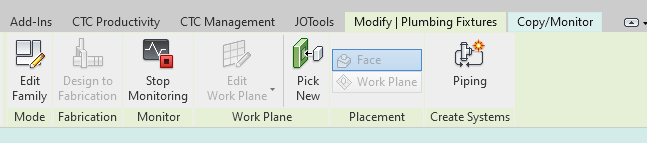 Add-Ins CTC Productivity CTC Management JOTools Modify | Plumbing Fixtures Copy/Monitor
Edit Family
Design to Fabrication
Stop Monitoring
Edit Work Plane
Pick New
Face
Work Plane
Piping
Mode Fabrication Monitor Work Plane Placement Create Systems